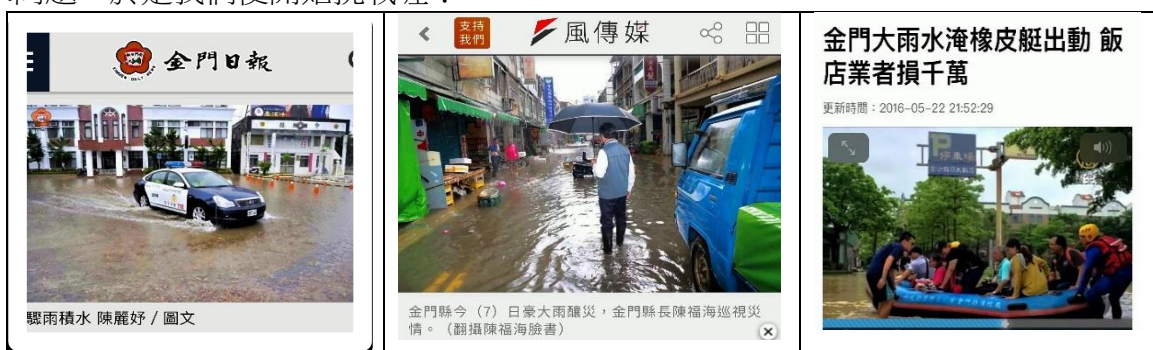 金門日報
驟雨積水 陳麗妤 / 圖文
支持
我們
風傳媒
金門縣今（7）日豪大雨釀災，金門縣長陳福海巡視災
情。（翻攝陳福海臉書）
金門大雨水淹橡皮艇出動 飯
店業者損千萬
更新時間：2016-05-22 21:52:29
停車場